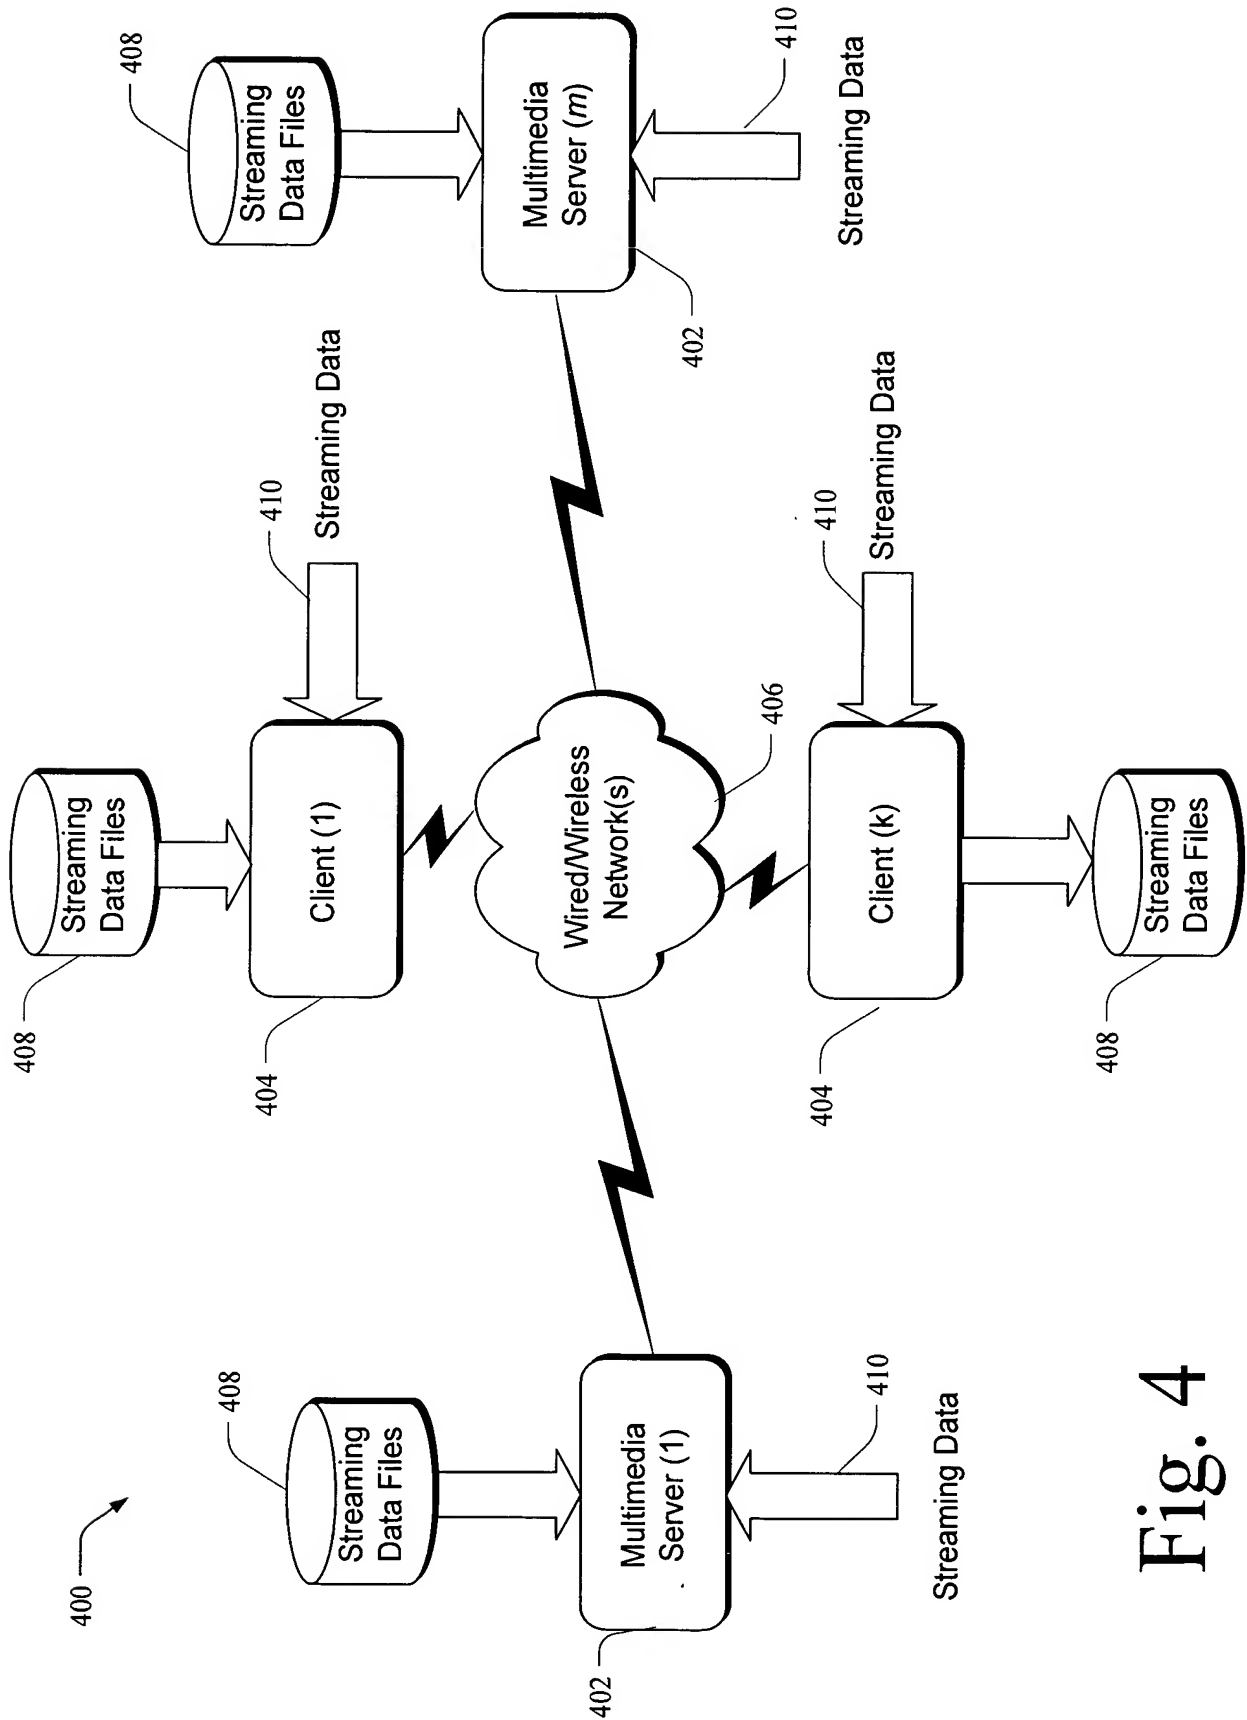 400
408
Streaming
Data Files
408
Streaming
Data Files
408
Streaming
Data Files
404
Client (1)
410
Streaming Data
402
Multimedia
Server (1)
410
Streaming Data
Wired/Wireless
Network(s)
406
Multimedia
Server (m)
402
410
Streaming Data
404
Client (k)
410
Streaming Data
408
Streaming
Data Files
Fig. 4